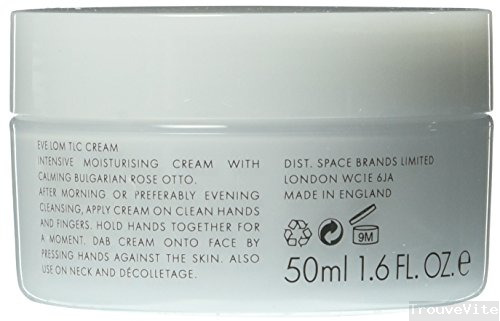 EVE LOM TLC CREAM
INTENSIVE MOISTURISING CREAM WITH
CALMING BULGARIAN ROSE OTTO.
AFTER MORNING OR PREFERABLY EVENING
CLEANSING, APPLY CREAM ON CLEAN HANDS
AND FINGERS. HOLD HANDS TOGETHER FOR
A MOMENT. DAB CREAM ONTO FACE BY
PRESSING HANDS AGAINST THE SKIN. ALSO
USE ON NECK AND DÉCOLLETAGE.
DIST. SPACE BRANDS LIMITED
LONDON WC1E 6JA
MADE IN ENGLAND
9M
50ml 1.6 FL. OZ.℮
TrouveVite